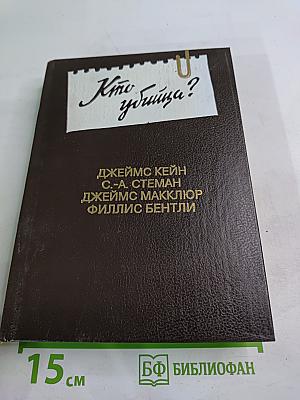 Кто
убийца?
ДЖЕЙМС КЕЙН
С.-А. СТЕМАН
ДЖЕЙМС МАККЛЮР
ФИЛЛИС БЕНТЛИ
15 см
БФ БИБЛИОФАН